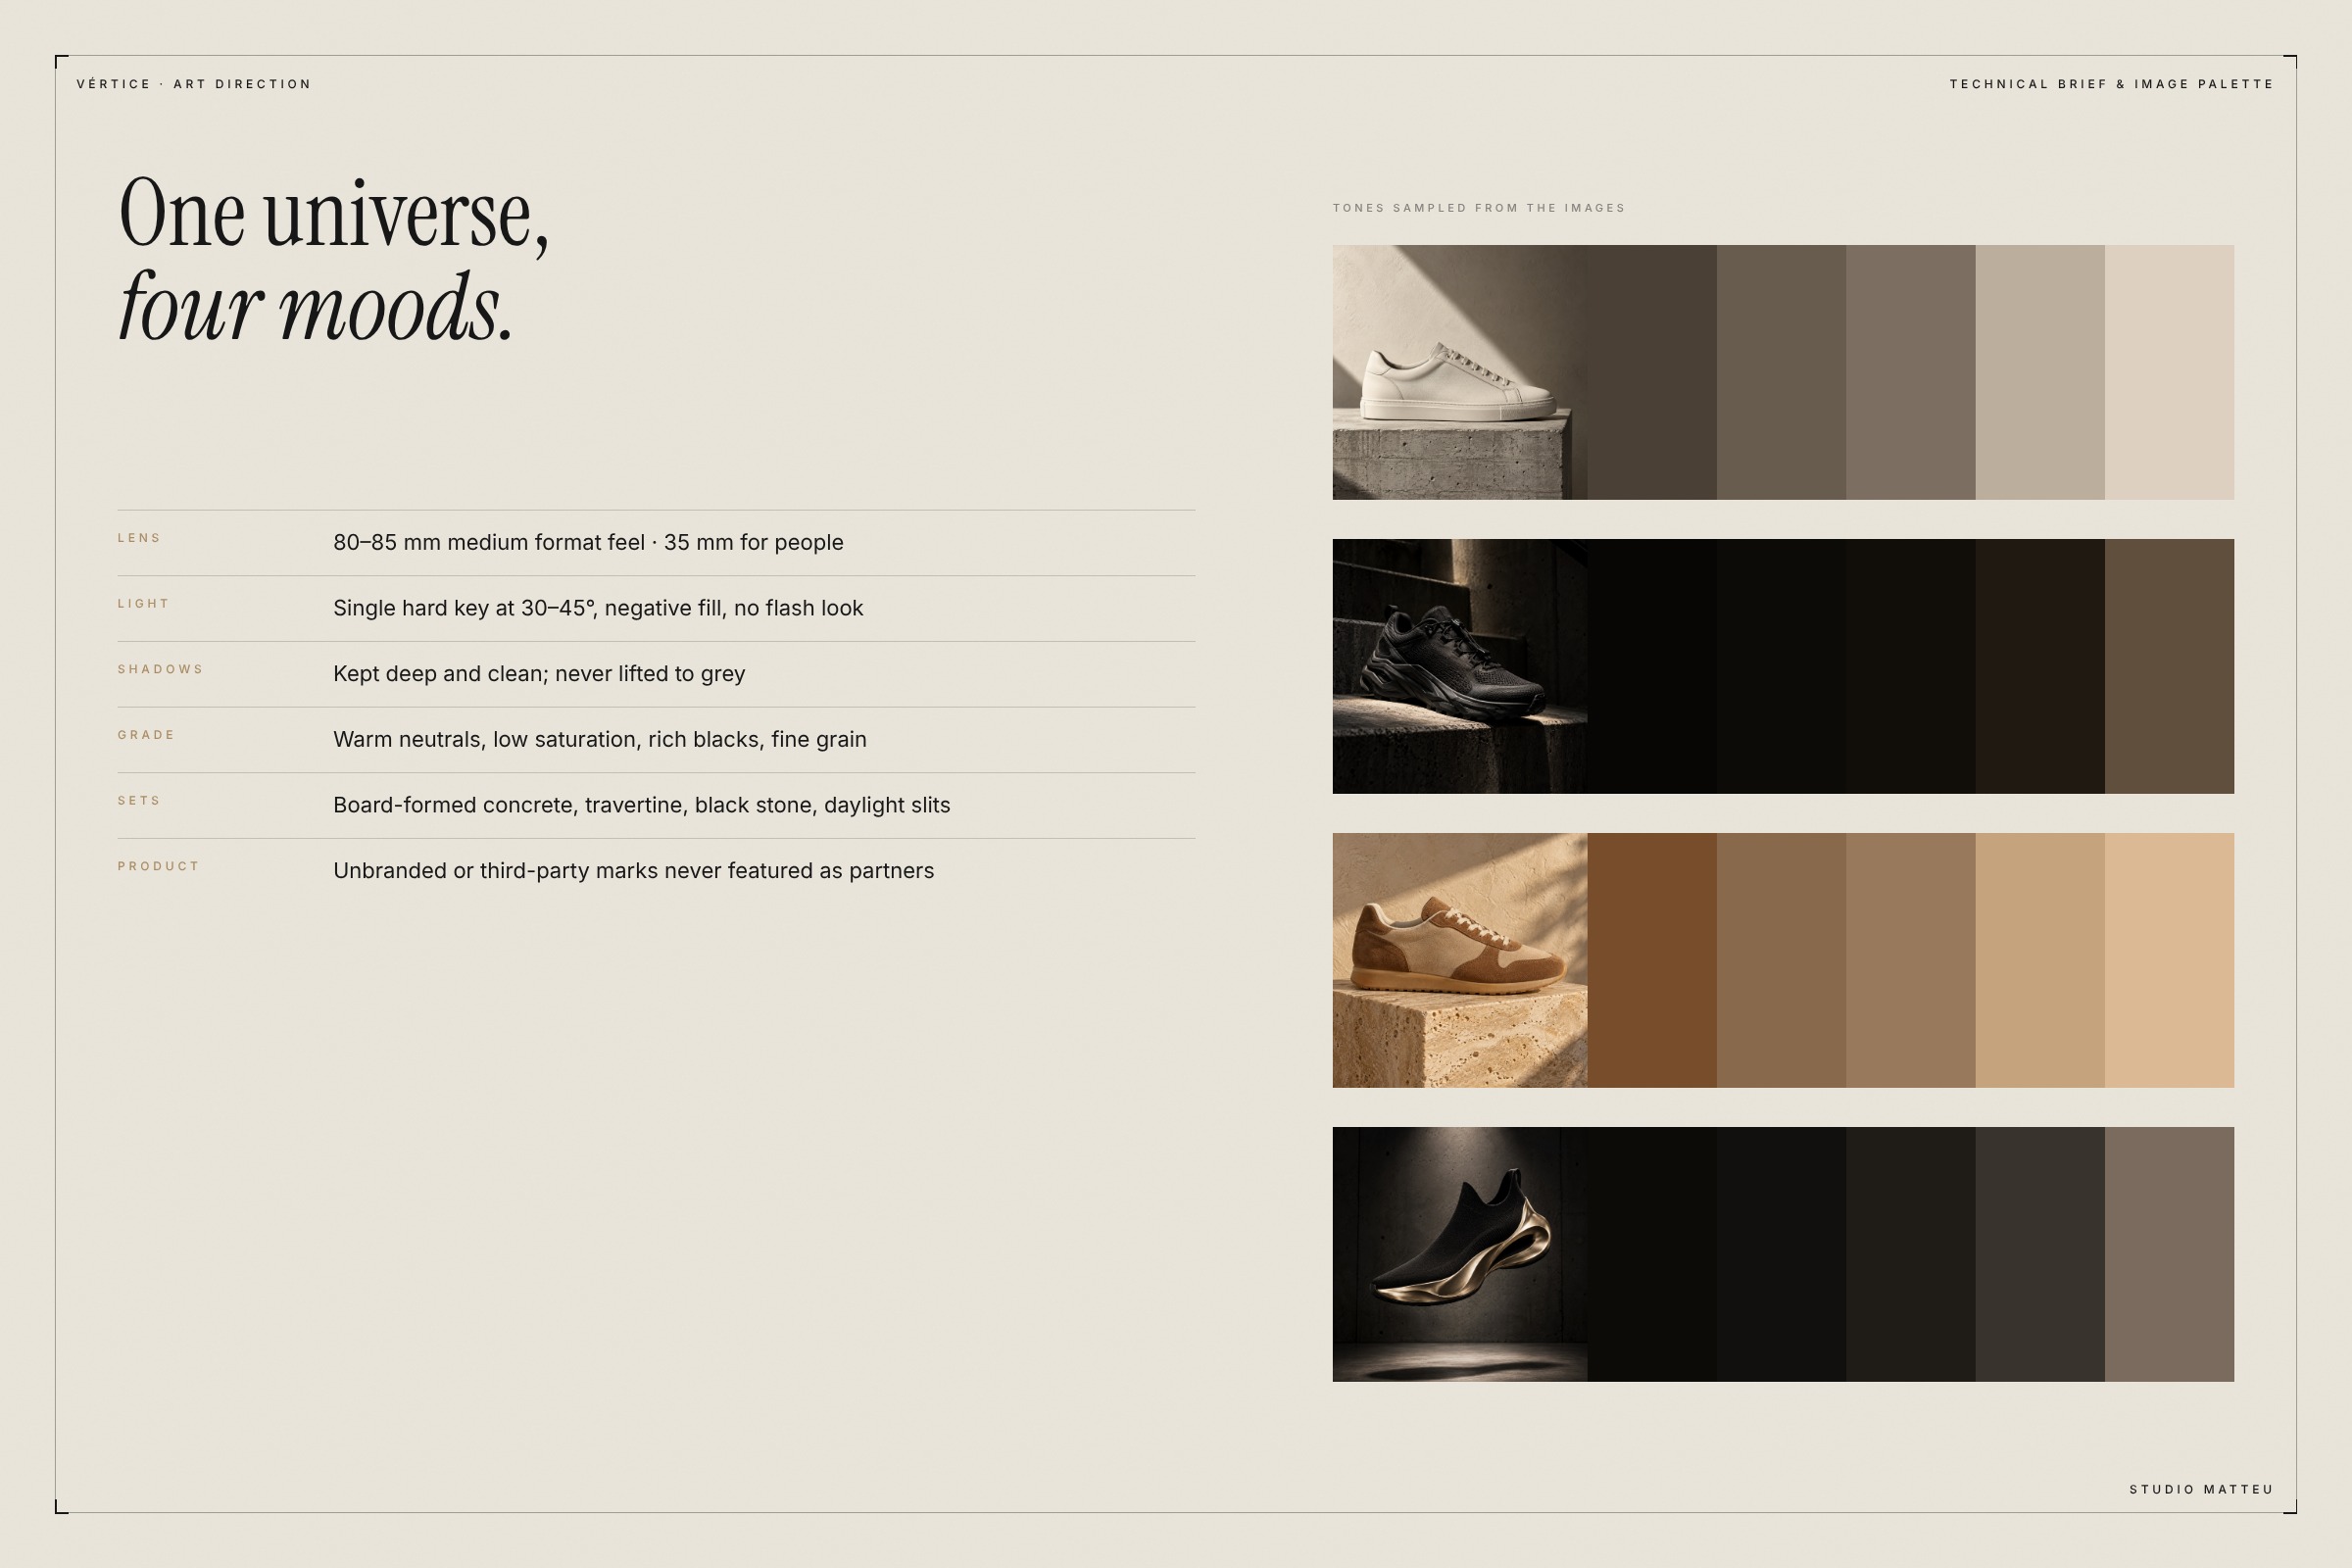 VÉRTICE · ART DIRECTION
TECHNICAL BRIEF & IMAGE PALETTE
One universe,
four moods.
TONES SAMPLED FROM THE IMAGES
LENS
80–85 mm medium format feel · 35 mm for people
LIGHT
Single hard key at 30–45°, negative fill, no flash look
SHADOWS
Kept deep and clean; never lifted to grey
GRADE
Warm neutrals, low saturation, rich blacks, fine grain
SETS
Board-formed concrete, travertine, black stone, daylight slits
PRODUCT
Unbranded or third-party marks never featured as partners
STUDIO MATTEU